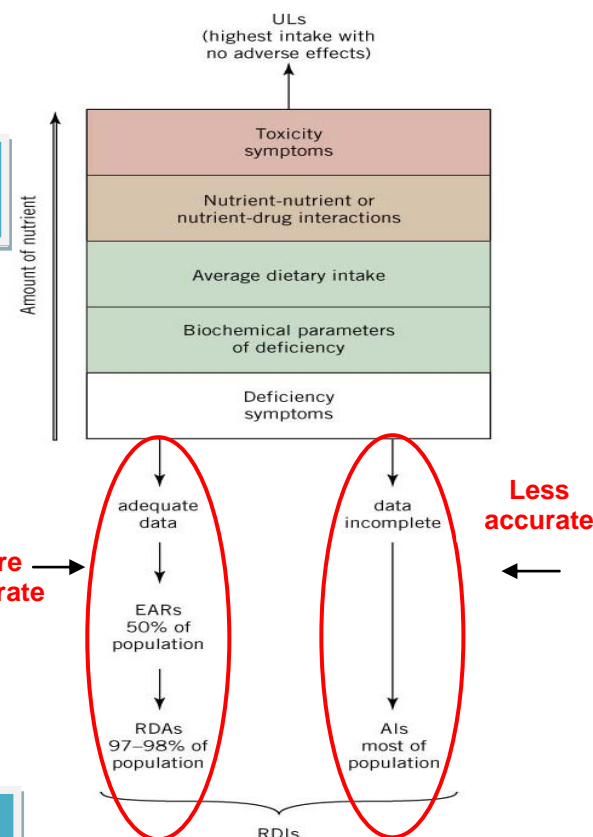 ULs
(highest intake with
no adverse effects)
Amount of nutrient
Toxicity
symptoms
Nutrient-nutrient or
nutrient-drug interactions
Average dietary intake
Biochemical parameters
of deficiency
Deficiency
symptoms
adequate
data
EARs
50% of
population
RDAs
97–98% of
population
data
incomplete
AIs
most of
population
Less
accurate
RDIs